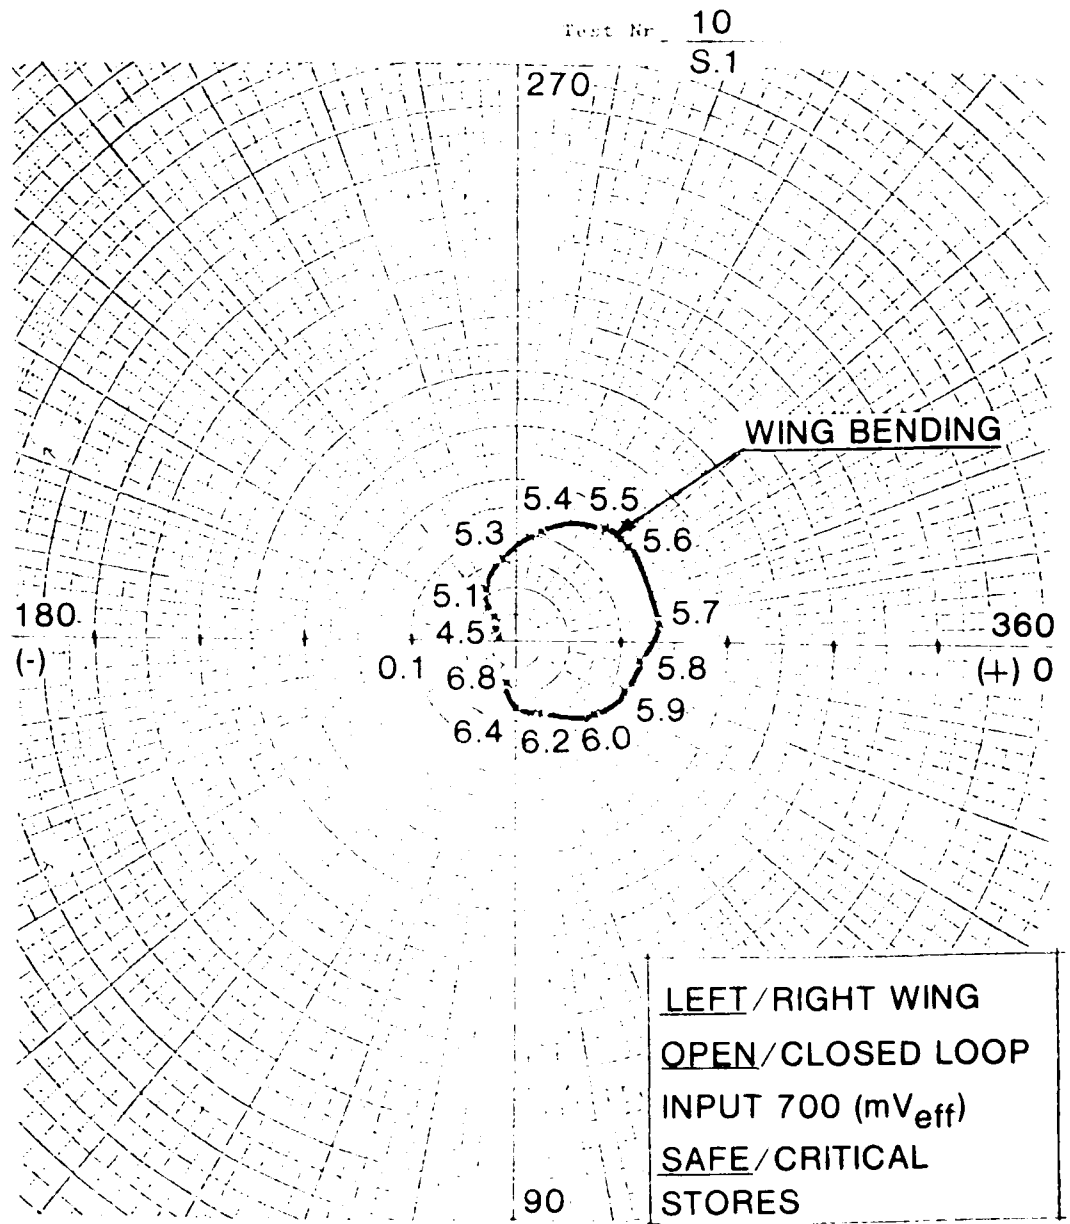 Test Nr 10
S.1
270
WING BENDING
5.4 5.5
5.3
5.6
5.1
180
5.7
360
4.5
(-)
0.1
5.8
(+) 0
6.8
5.9
6.4
6.2 6.0
LEFT/RIGHT WING
OPEN/CLOSED LOOP
INPUT 700 (mVeff)
SAFE/CRITICAL
STORES
90